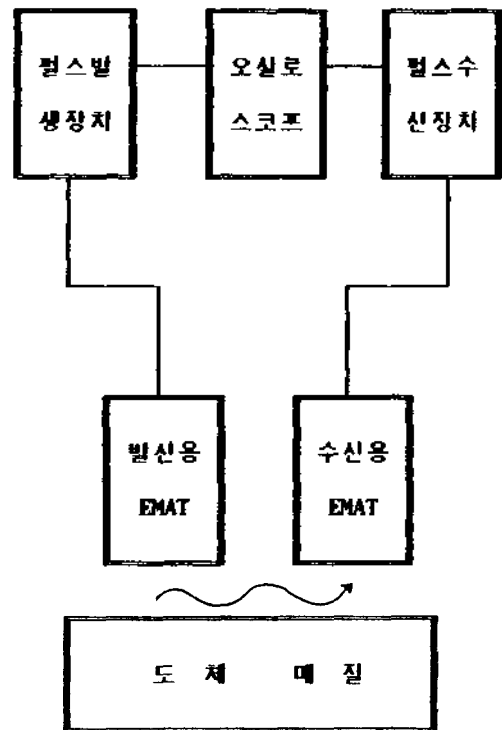 펄스발
생장치
오실로
스코프
펄스수
신장치
발신용
EMAT
수신용
EMAT
도 체 매 질